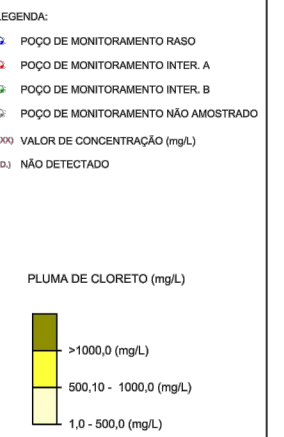 EGENDA:
POÇO DE MONITORAMENTO RASO
POÇO DE MONITORAMENTO INTER. A
POÇO DE MONITORAMENTO INTER. B
POÇO DE MONITORAMENTO NÃO AMOSTRADO
XX) VALOR DE CONCENTRAÇÃO (mg/L)
D.) NÃO DETECTADO
PLUMA DE CLORETO (mg/L)
>1000,0 (mg/L)
500,10 - 1000,0 (mg/L)
1,0 - 500,0 (mg/L)